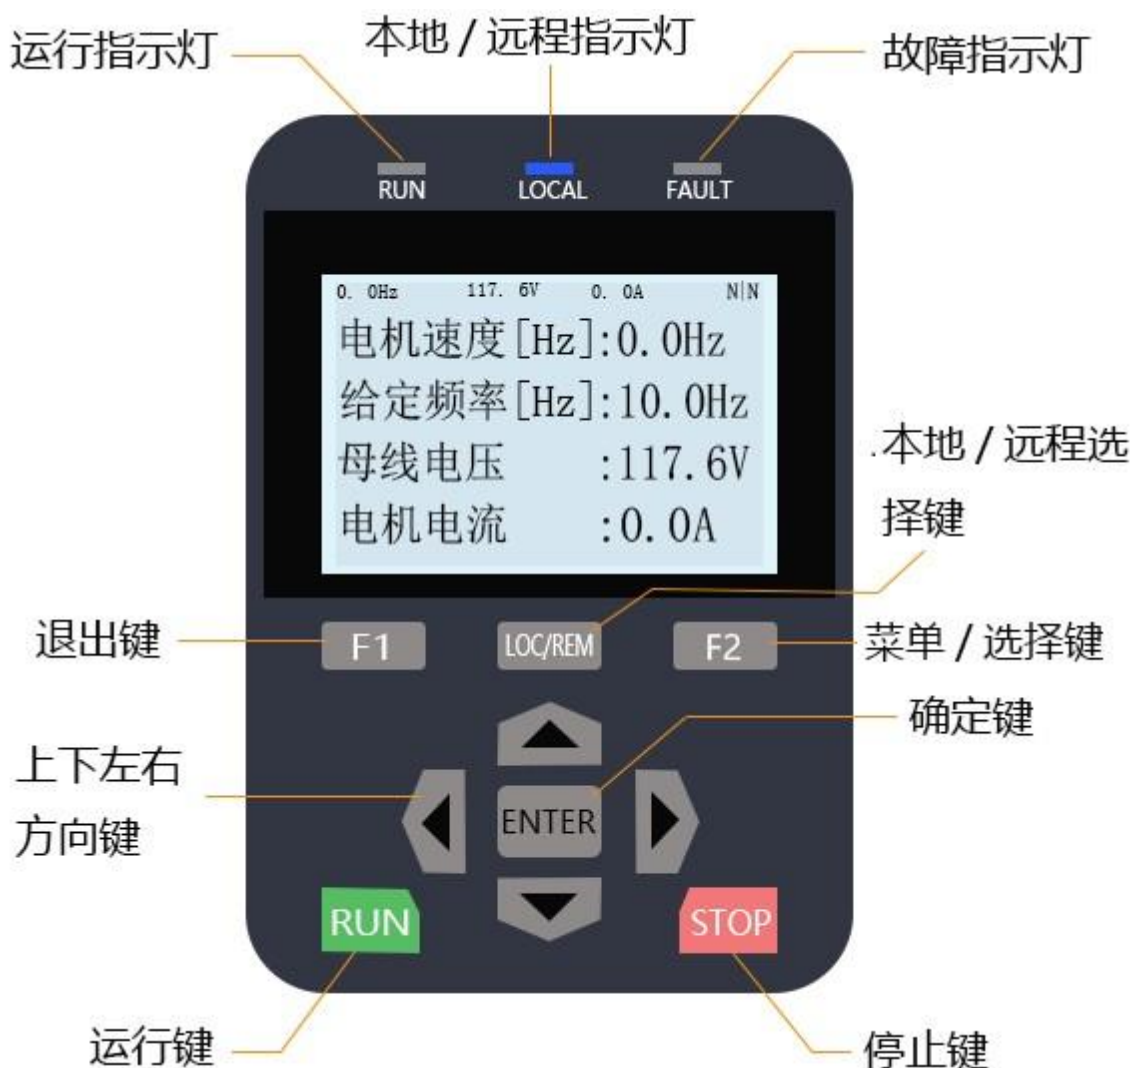 运行指示灯
本地 / 远程指示灯
故障指示灯
RUN
LOCAL
FAULT
0. 0Hz 117. 6V 0. 0A N|N
电机速度[Hz]:0.0Hz
给定频率[Hz]:10.0Hz
母线电压 :117.6V
电机电流 :0.0A
.本地 / 远程选
择键
退出键
F1
LOC/REM
F2
菜单 / 选择键
确定键
上下左右
方向键
ENTER
RUN
STOP
运行键
停止键